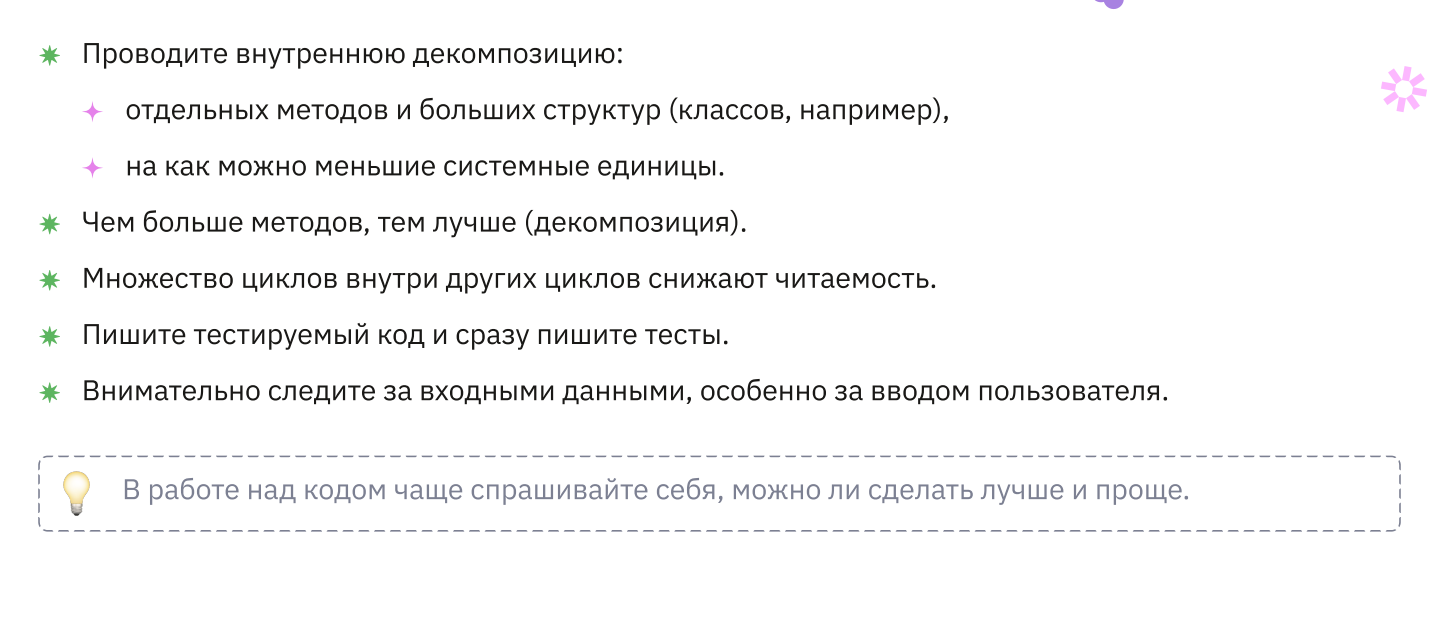 Проводите внутреннюю декомпозицию:
отдельных методов и больших структур (классов, например),
на как можно меньшие системные единицы.
Чем больше методов, тем лучше (декомпозиция).
Множество циклов внутри других циклов снижают читаемость.
Пишите тестируемый код и сразу пишите тесты.
Внимательно следите за входными данными, особенно за вводом пользователя.
В работе над кодом чаще спрашивайте себя, можно ли сделать лучше и проще.